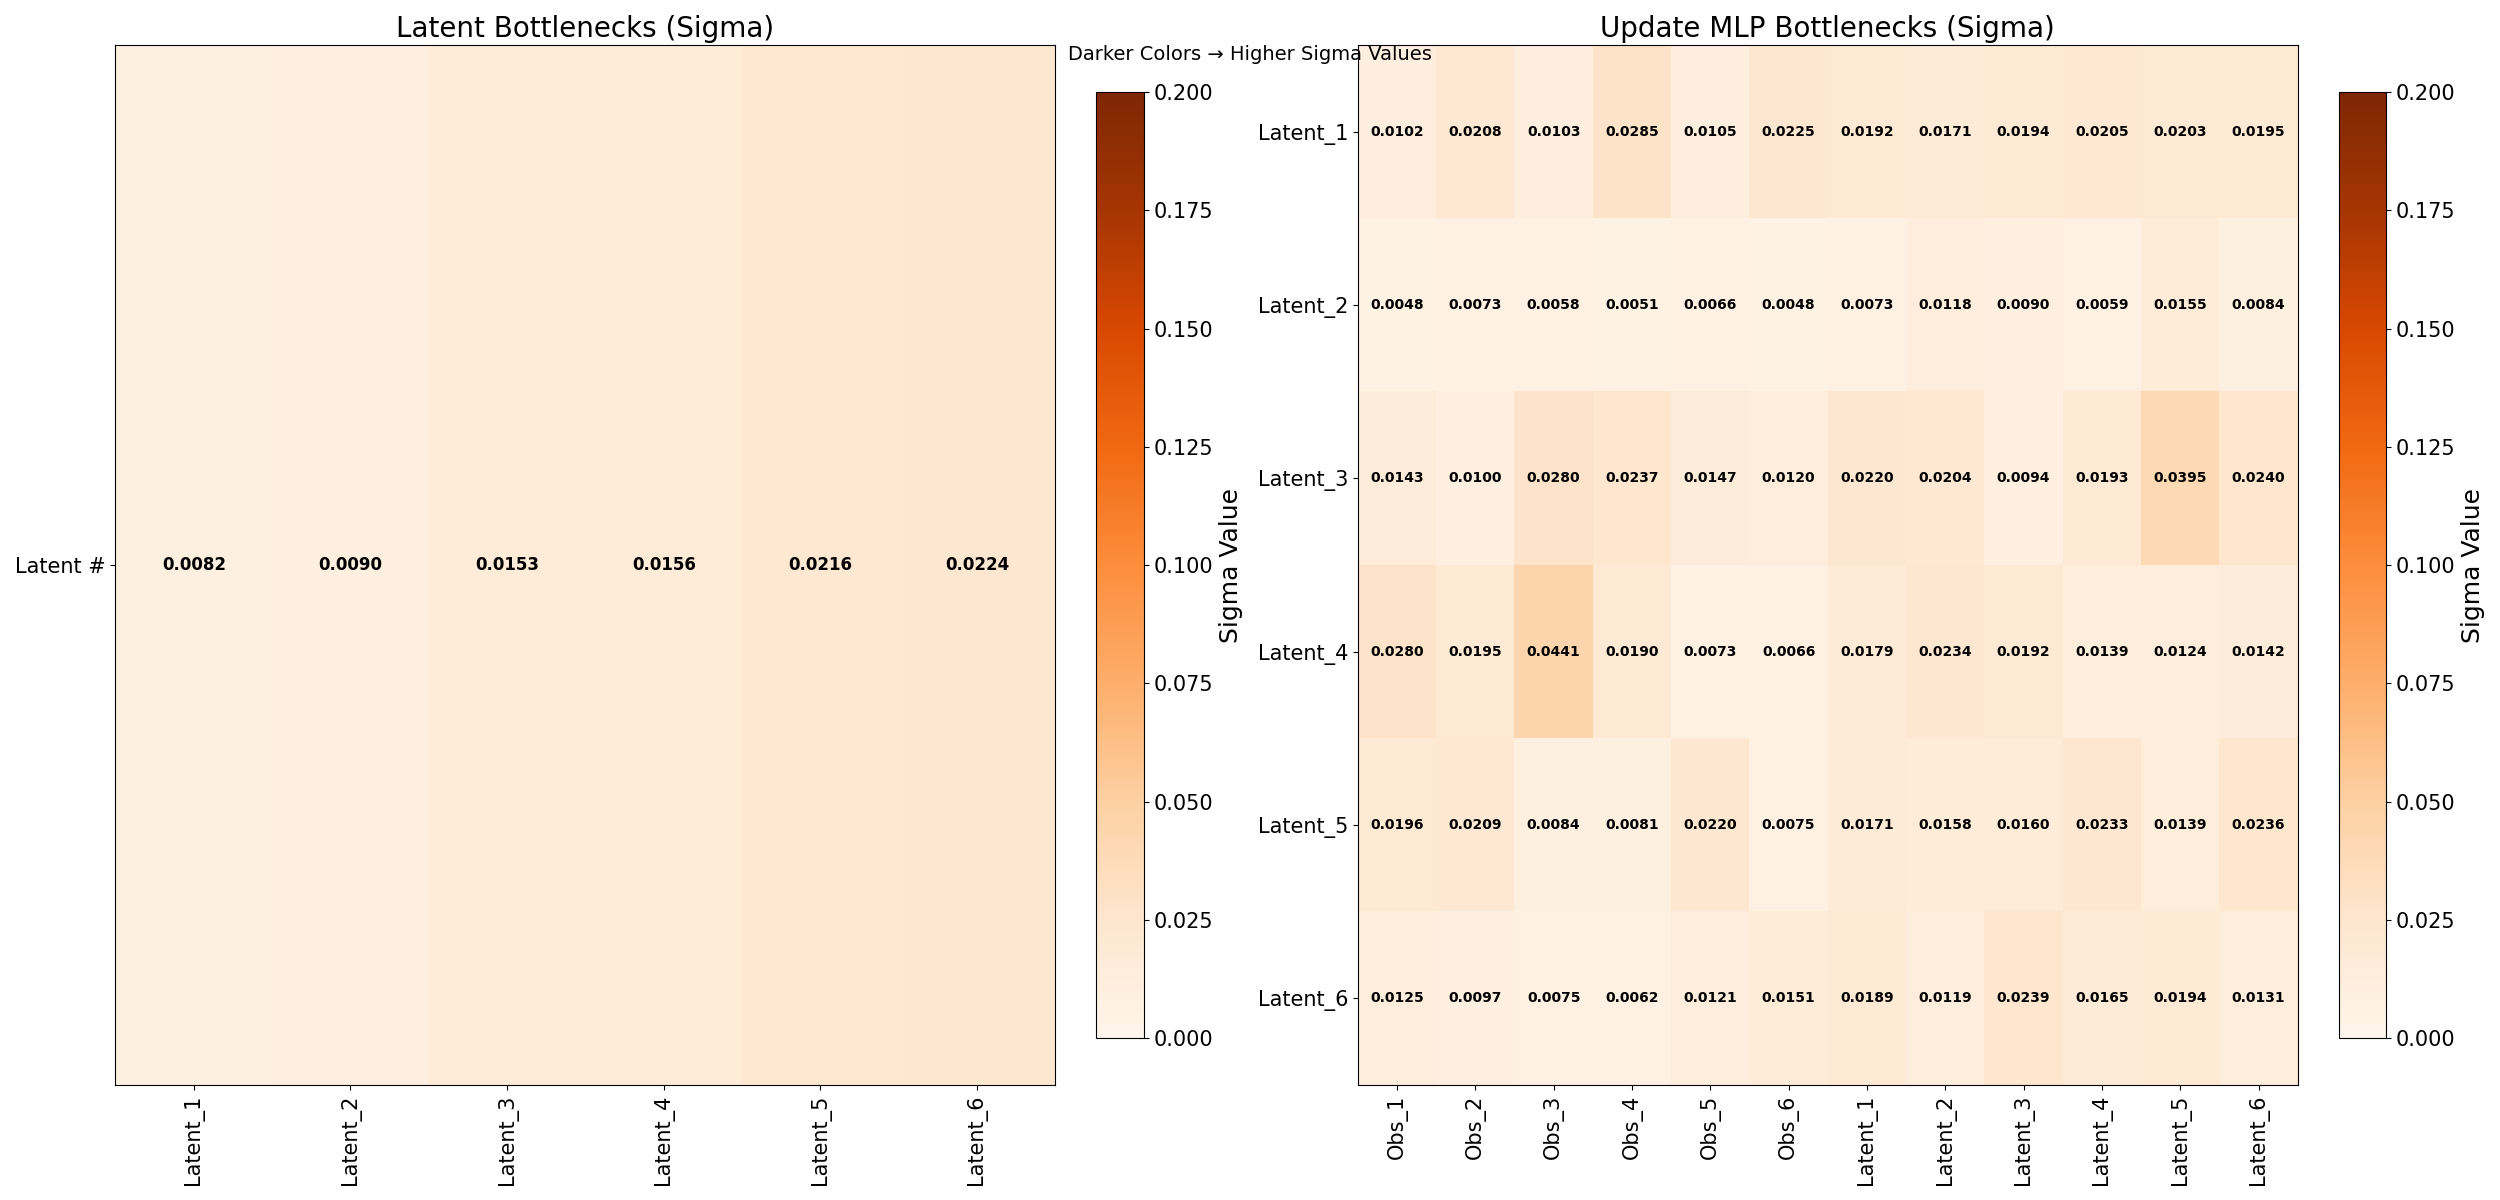 Latent Bottlenecks (Sigma)
Latent #
0.0082 0.0090 0.0153 0.0156 0.0216 0.0224
Latent_1 Latent_2 Latent_3 Latent_4 Latent_5 Latent_6
Darker Colors → Higher Sigma Values
0.200
0.175
0.150
0.125
0.100
0.075
0.050
0.025
0.000
Sigma Value
Update MLP Bottlenecks (Sigma)
Latent_1 0.0102 0.0208 0.0103 0.0285 0.0105 0.0225 0.0192 0.0171 0.0194 0.0205 0.0203 0.0195
Latent_2 0.0048 0.0073 0.0058 0.0051 0.0066 0.0048 0.0073 0.0118 0.0090 0.0059 0.0155 0.0084
Latent_3 0.0143 0.0100 0.0280 0.0237 0.0147 0.0120 0.0220 0.0204 0.0094 0.0193 0.0395 0.0240
Latent_4 0.0280 0.0195 0.0441 0.0190 0.0073 0.0066 0.0179 0.0234 0.0192 0.0139 0.0124 0.0142
Latent_5 0.0196 0.0209 0.0084 0.0081 0.0220 0.0075 0.0171 0.0158 0.0160 0.0233 0.0139 0.0236
Latent_6 0.0125 0.0097 0.0075 0.0062 0.0121 0.0151 0.0189 0.0119 0.0239 0.0165 0.0194 0.0131
Obs_1 Obs_2 Obs_3 Obs_4 Obs_5 Obs_6 Latent_1 Latent_2 Latent_3 Latent_4 Latent_5 Latent_6
0.200
0.175
0.150
0.125
0.100
0.075
0.050
0.025
0.000
Sigma Value